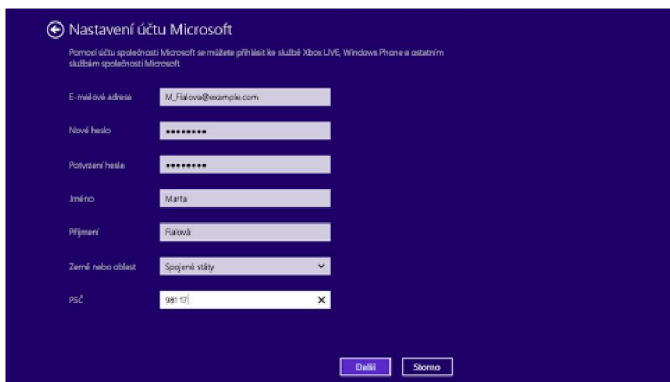 Nastavení účtu Microsoft
Pomocí účtu společnosti Microsoft se můžete přihlásit ke službě Xbox LIVE, Windows Phone a ostatním
službám společnosti Microsoft
E-mailová adresa
M_Fialova@example.com
Nové heslo
••••••••
Potvrzení hesla
••••••••
Jméno
Marta
Příjmení
Fialová
Země nebo oblast
Spojené státy
PSČ
98117
Další
Storno